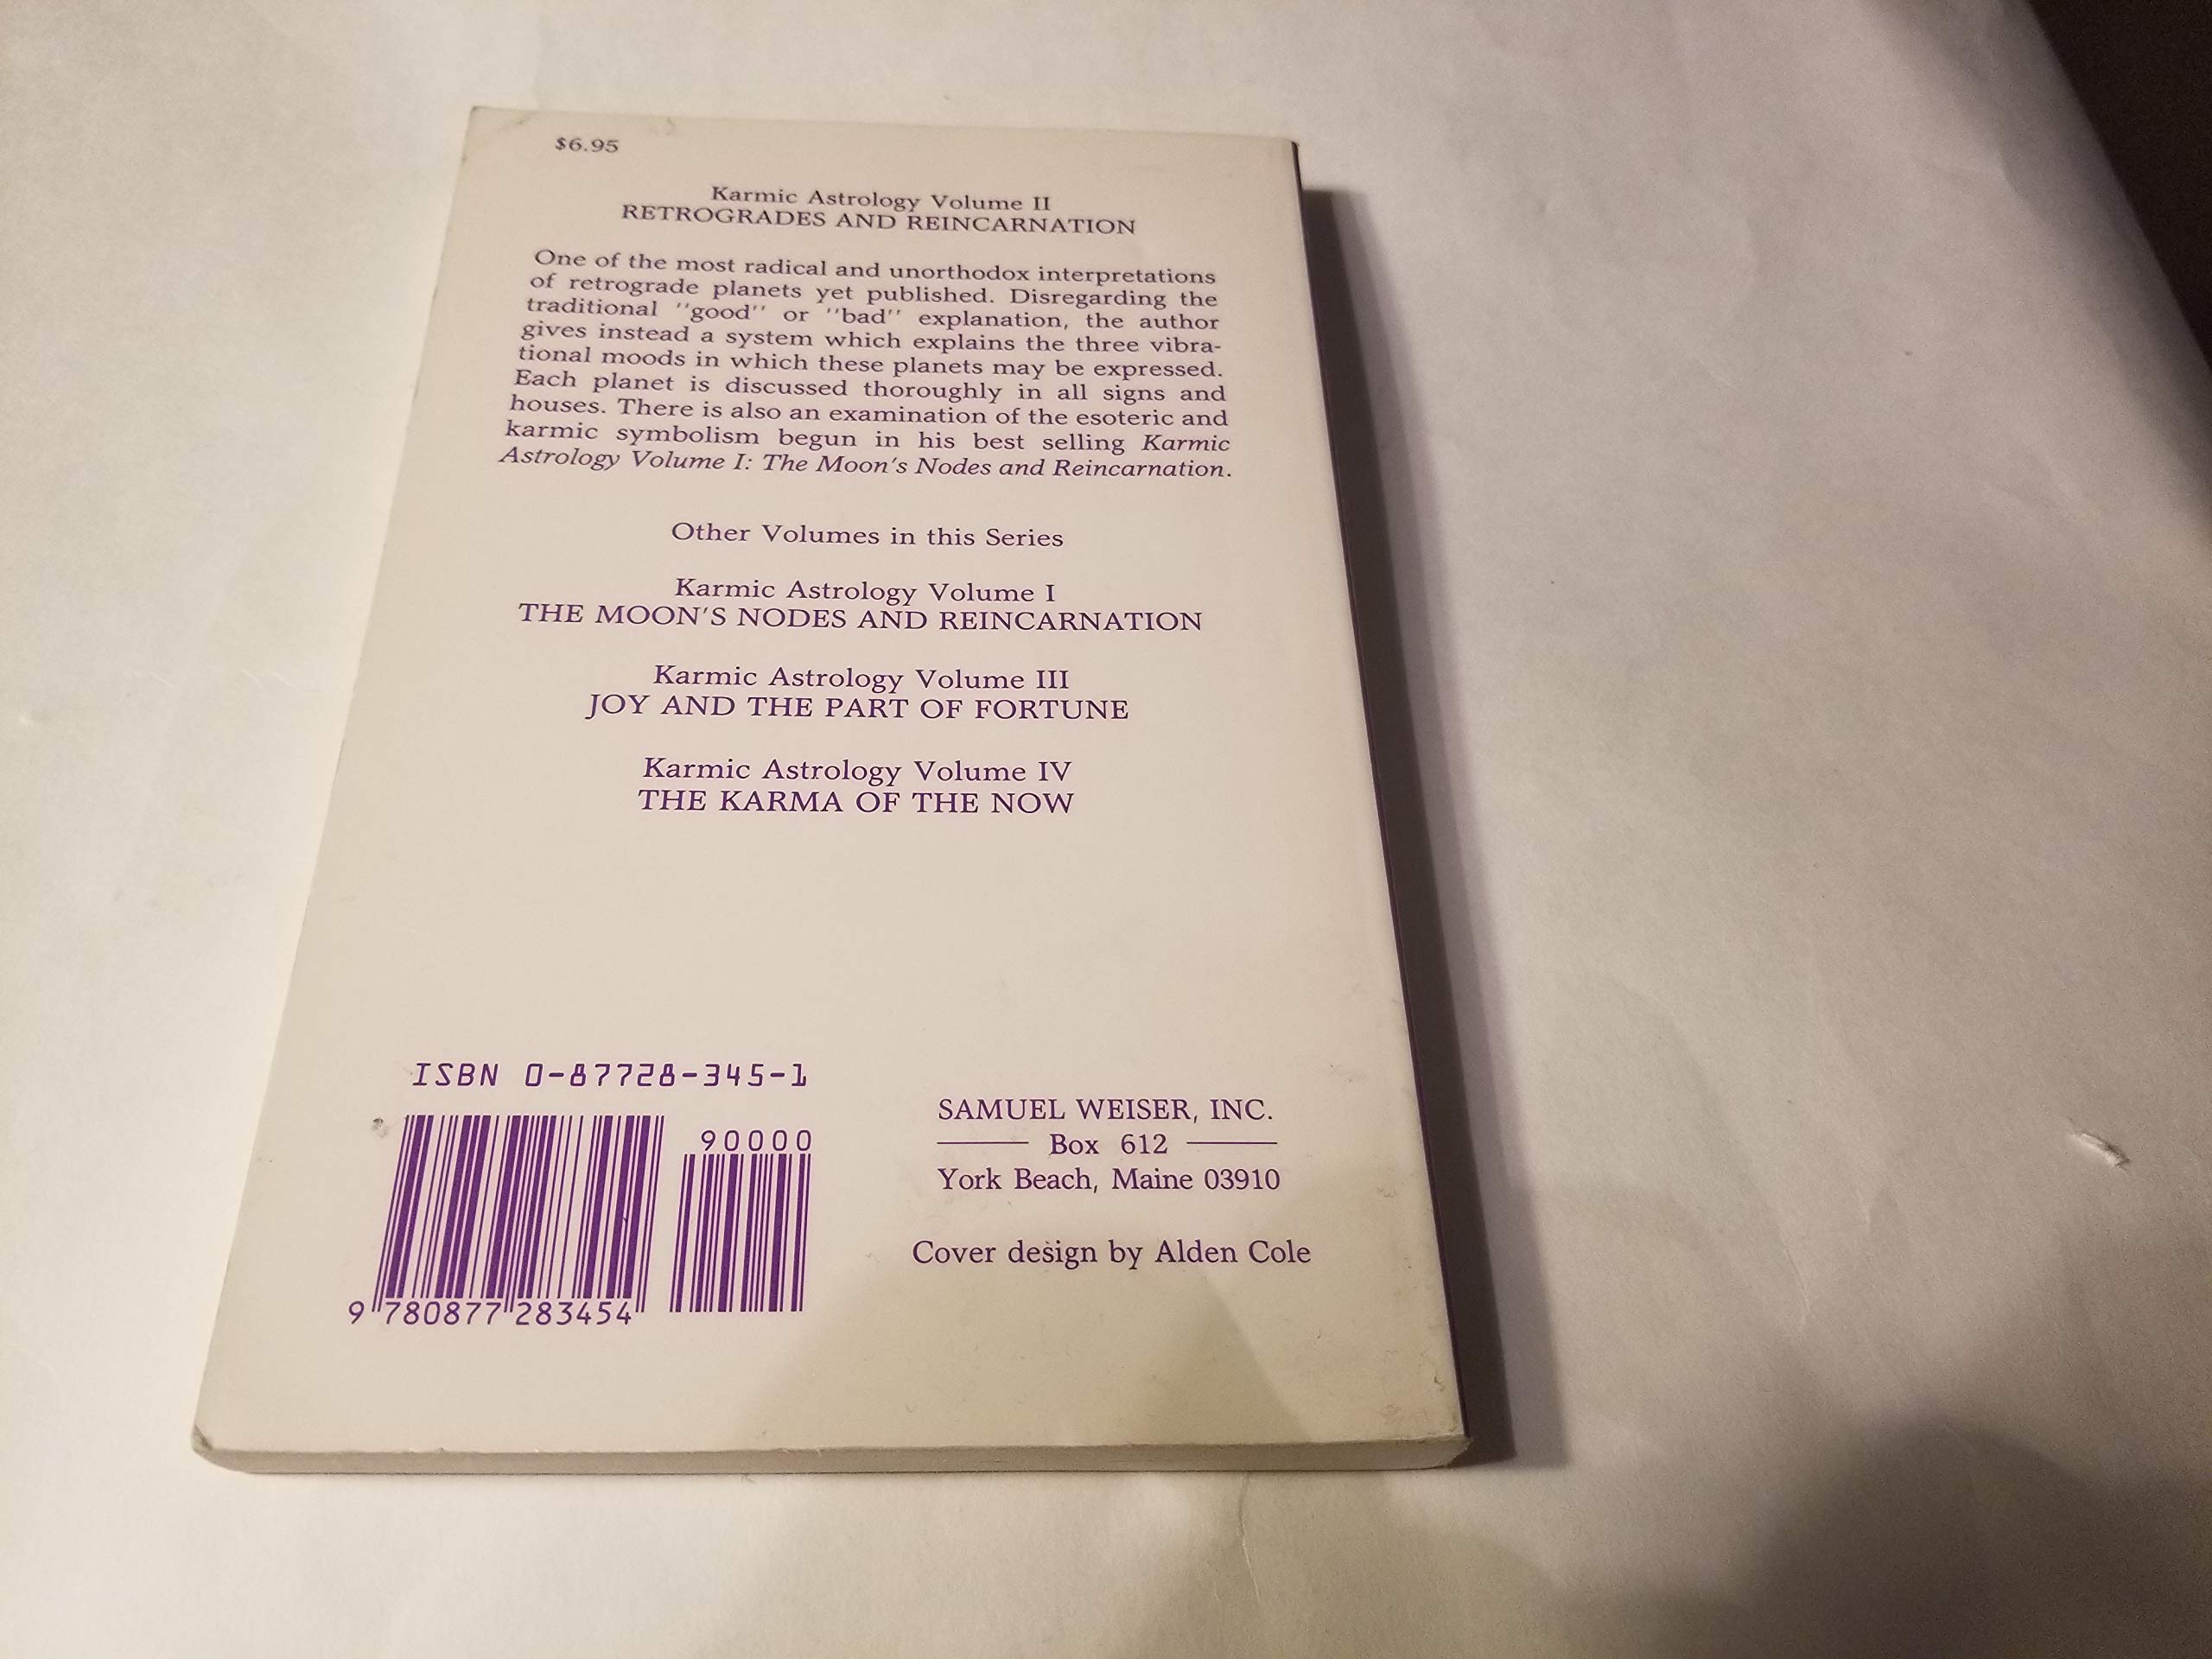 $6.95
Karmic Astrology Volume II
RETROGRADES AND REINCARNATION
One of the most radical and unorthodox interpretations
of retrograde planets yet published. Disregarding the
traditional "good" or "bad" explanation, the author
gives instead a system which explains the three vibra-
tional moods in which these planets may be expressed.
Each planet is discussed thoroughly in all signs and
houses. There is also an examination of the esoteric and
karmic symbolism begun in his best selling Karmic
Astrology Volume I: The Moon's Nodes and Reincarnation.
Other Volumes in this Series
Karmic Astrology Volume I
THE MOON'S NODES AND REINCARNATION
Karmic Astrology Volume III
JOY AND THE PART OF FORTUNE
Karmic Astrology Volume IV
THE KARMA OF THE NOW
ISBN 0-87728-345-1
90000
9 780877 283454
SAMUEL WEISER, INC.
Box 612
York Beach, Maine 03910
Cover design by Alden Cole